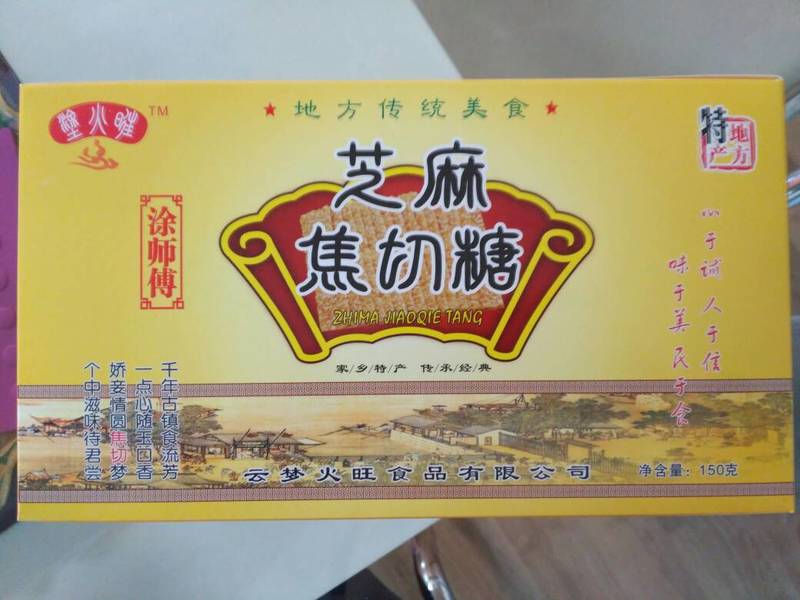 塗火旺 TM
★地方传统美食★
特产 地方
芝麻
焦切糖
ZHIMA JIAOQIE TANG
涂师傅
家/乡/特/产 传/承/经/典
心于诚 人于信
味于美 民于食
千年古镇食流芳
一点心随玉口香
娇妾情圆焦切梦
个中滋味待君尝
云梦火旺食品有限公司
净含量：150克